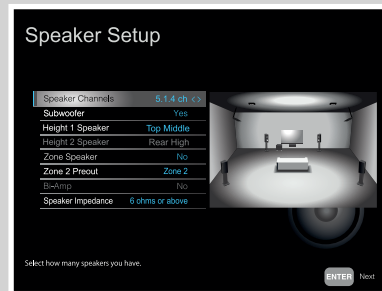 Speaker Setup
Speaker Channels 5.1.4 ch < >
Subwoofer Yes
Height 1 Speaker Top Middle
Height 2 Speaker Rear High
Zone Speaker No
Zone 2 Preout Zone 2
Bi-Amp No
Speaker Impedance 6 ohms or above
Select how many speakers you have.
ENTER Next